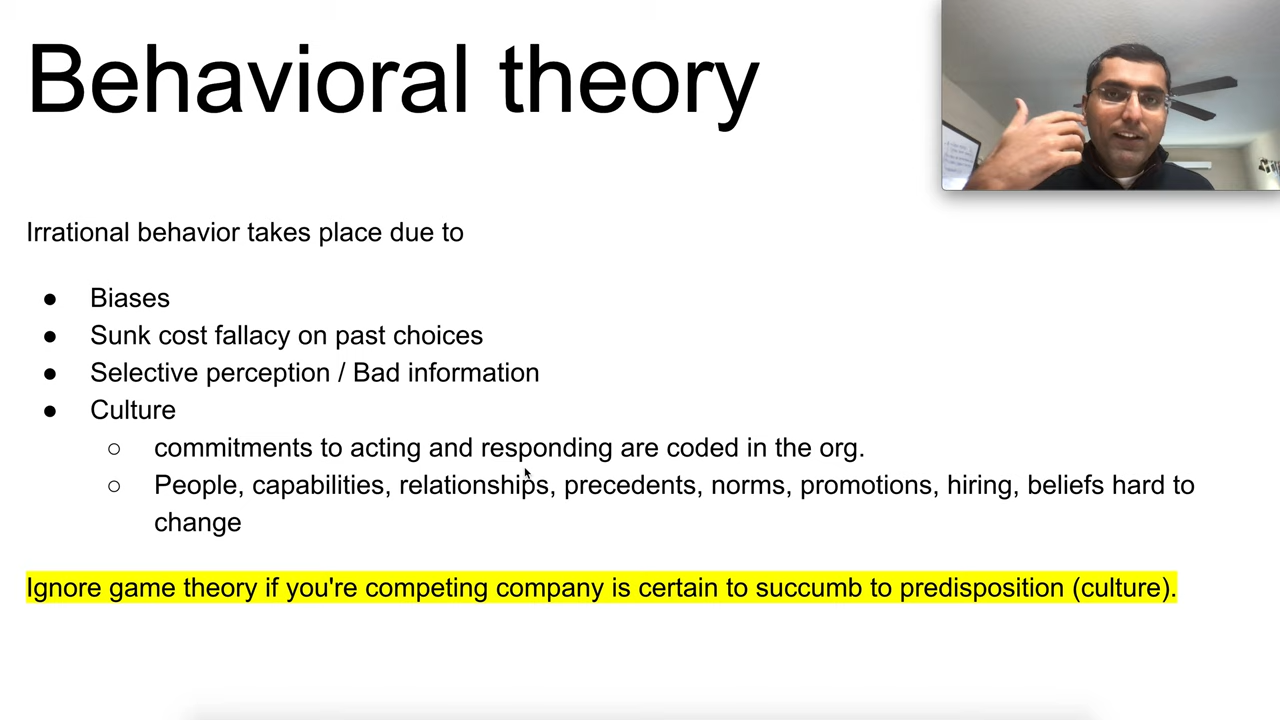 Behavioral theory
Irrational behavior takes place due to
● Biases
● Sunk cost fallacy on past choices
● Selective perception / Bad information
● Culture
○ commitments to acting and responding are coded in the org.
○ People, capabilities, relationships, precedents, norms, promotions, hiring, beliefs hard to
change
Ignore game theory if you're competing company is certain to succumb to predisposition (culture).